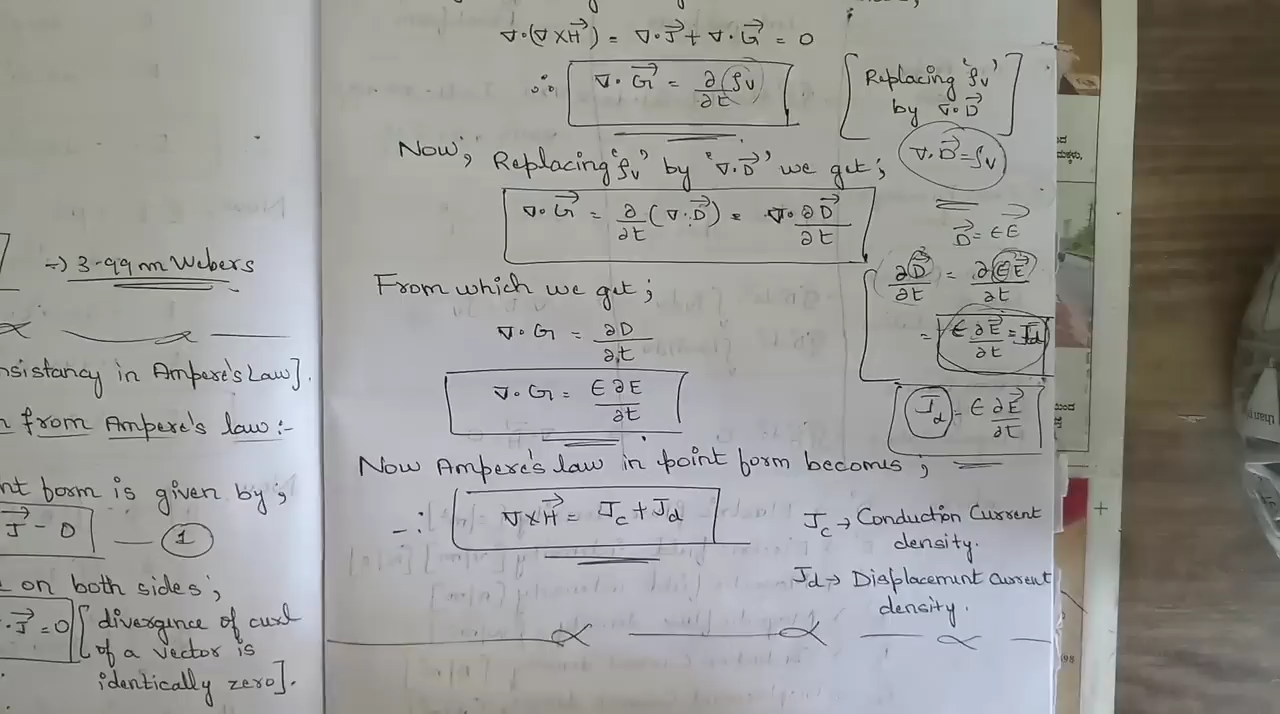 ⇒ 3.99 m Webers
nsistancy in Ampere's Law].
from Ampere's law :-
form is given by ;
J⃗ - 0 — ①
on both sides ;
. J⃗ = 0 [divergence of curl
of a vector is
identically zero].
∇·(∇×H⃗) = ∇·J⃗ + ∇·G⃗ = 0
∴ ∇·G⃗ = ∂(ρv)/∂t [Replacing 'ρv' by ∇·D⃗]
Now, Replacing 'ρv' by '∇·D⃗' we get ; ∇·D⃗ = ρv
∇·G⃗ = ∂/∂t (∇·D⃗) = ∇·∂D⃗/∂t
D⃗ = ϵE⃗
From which we get ;
∂D⃗/∂t = ∂ϵE⃗/∂t
∇·G = ∂D/∂t
= ϵ ∂E⃗/∂t = Jd
∇·G = ϵ∂E/∂t
Jd = ϵ ∂E⃗/∂t
Now Ampere's law in point form becomes ;
∴ ∇×H⃗ = Jc + Jd
Jc → Conduction Current
density.
Jd → Displacement current
density.